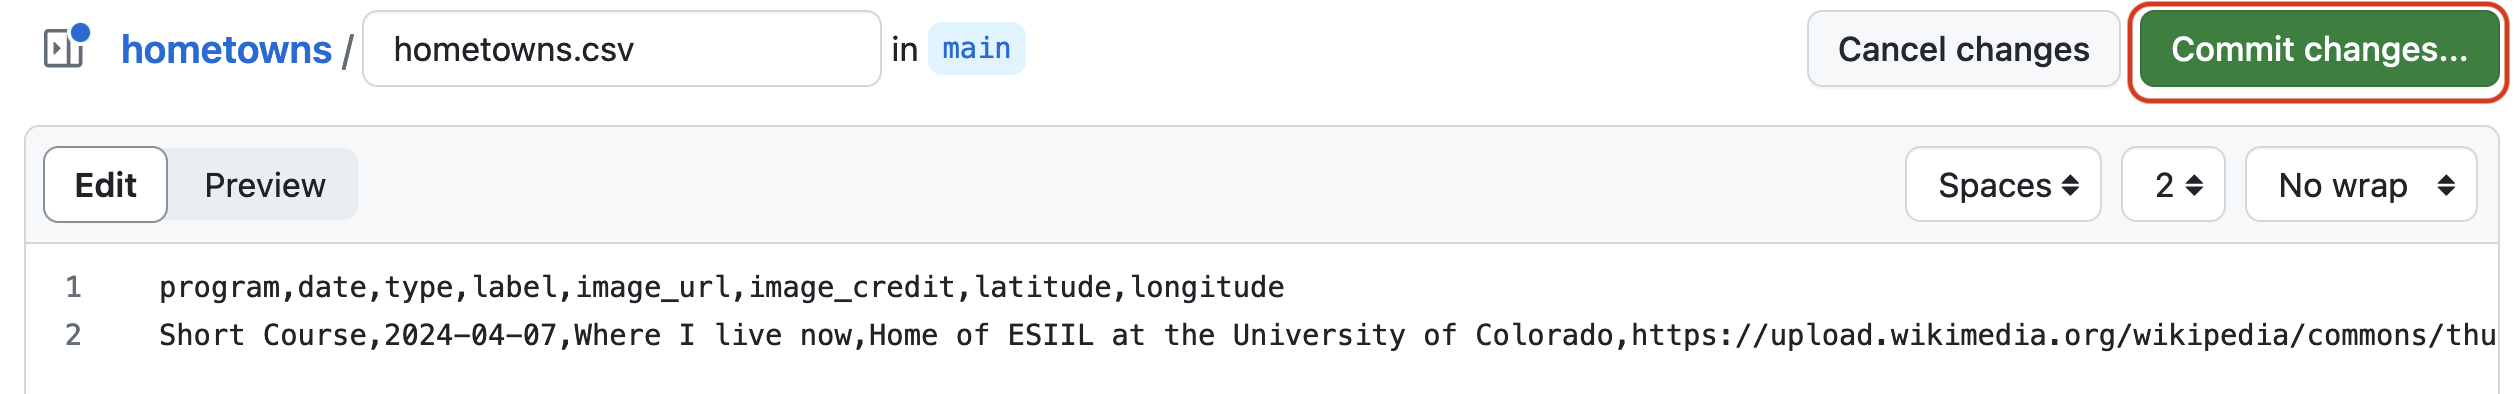 hometowns / hometowns.csv in main Cancel changes Commit changes...
Edit Preview Spaces 2 No wrap
1 program,date,type,label,image_url,image_credit,latitude,longitude
2 Short Course,2024-04-07,Where I live now,Home of ESIIL at the University of Colorado,https://upload.wikimedia.org/wikipedia/commons/thu